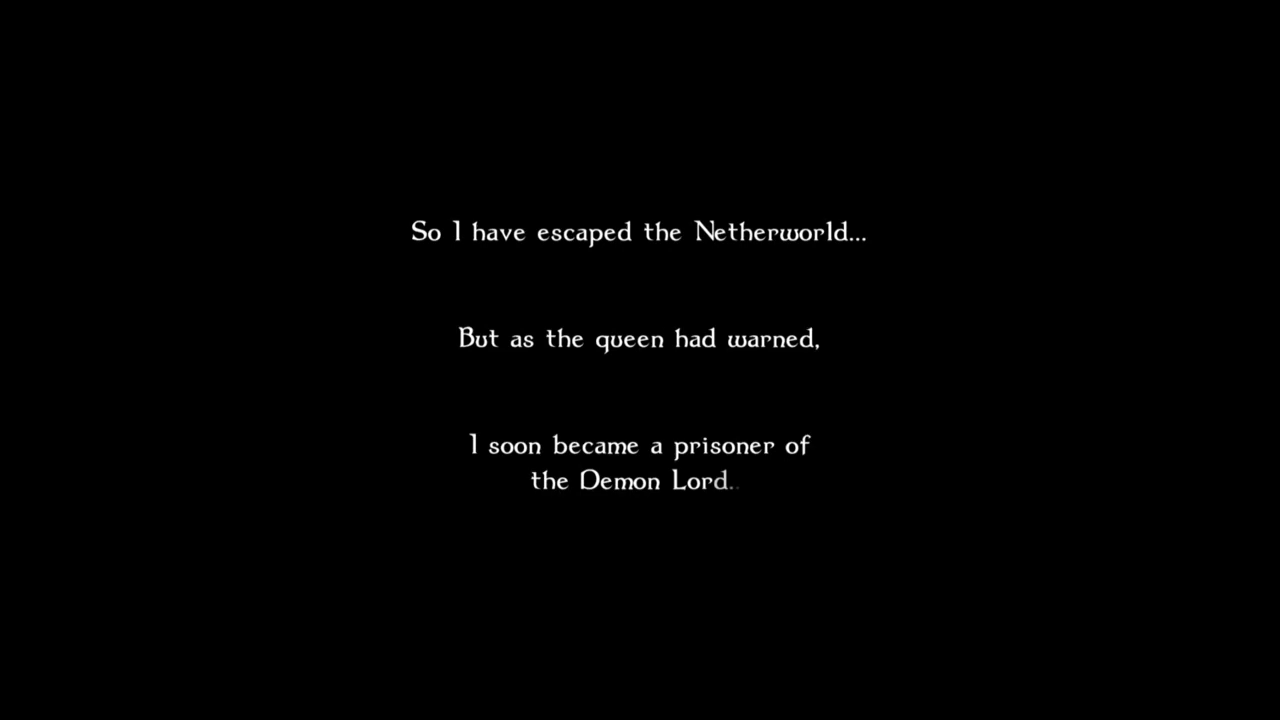 So I have escaped the Netherworld...
But as the queen had warned,
I soon became a prisoner of
the Demon Lord..